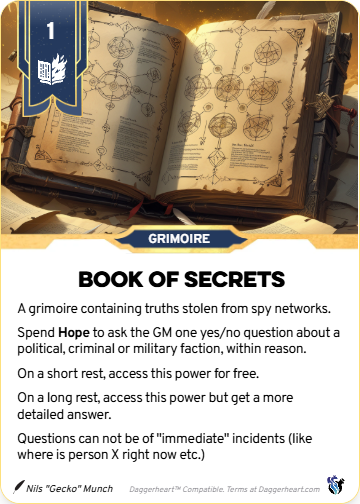 1
GRIMOIRE
BOOK OF SECRETS
A grimoire containing truths stolen from spy networks.
Spend Hope to ask the GM one yes/no question about a
political, criminal or military faction, within reason.
On a short rest, access this power for free.
On a long rest, access this power but get a more
detailed answer.
Questions can not be of "immediate" incidents (like
where is person X right now etc.)
Nils "Gecko" Munch
Daggerheart™ Compatible. Terms at Daggerheart.com